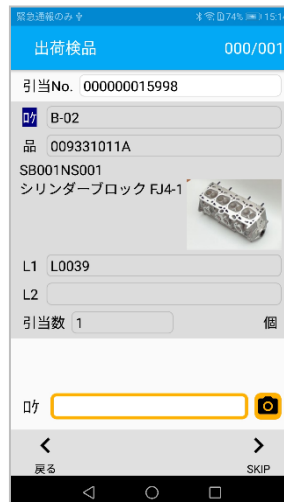 緊急通報のみ 74% 15:14
出荷検品 000/001
引当No. 000000015998
ﾛｹ B-02
品 009331011A
SB001NS001
シリンダーブロック FJ4-1
L1 L0039
L2
引当数 1 個
ﾛｹ
戻る SKIP